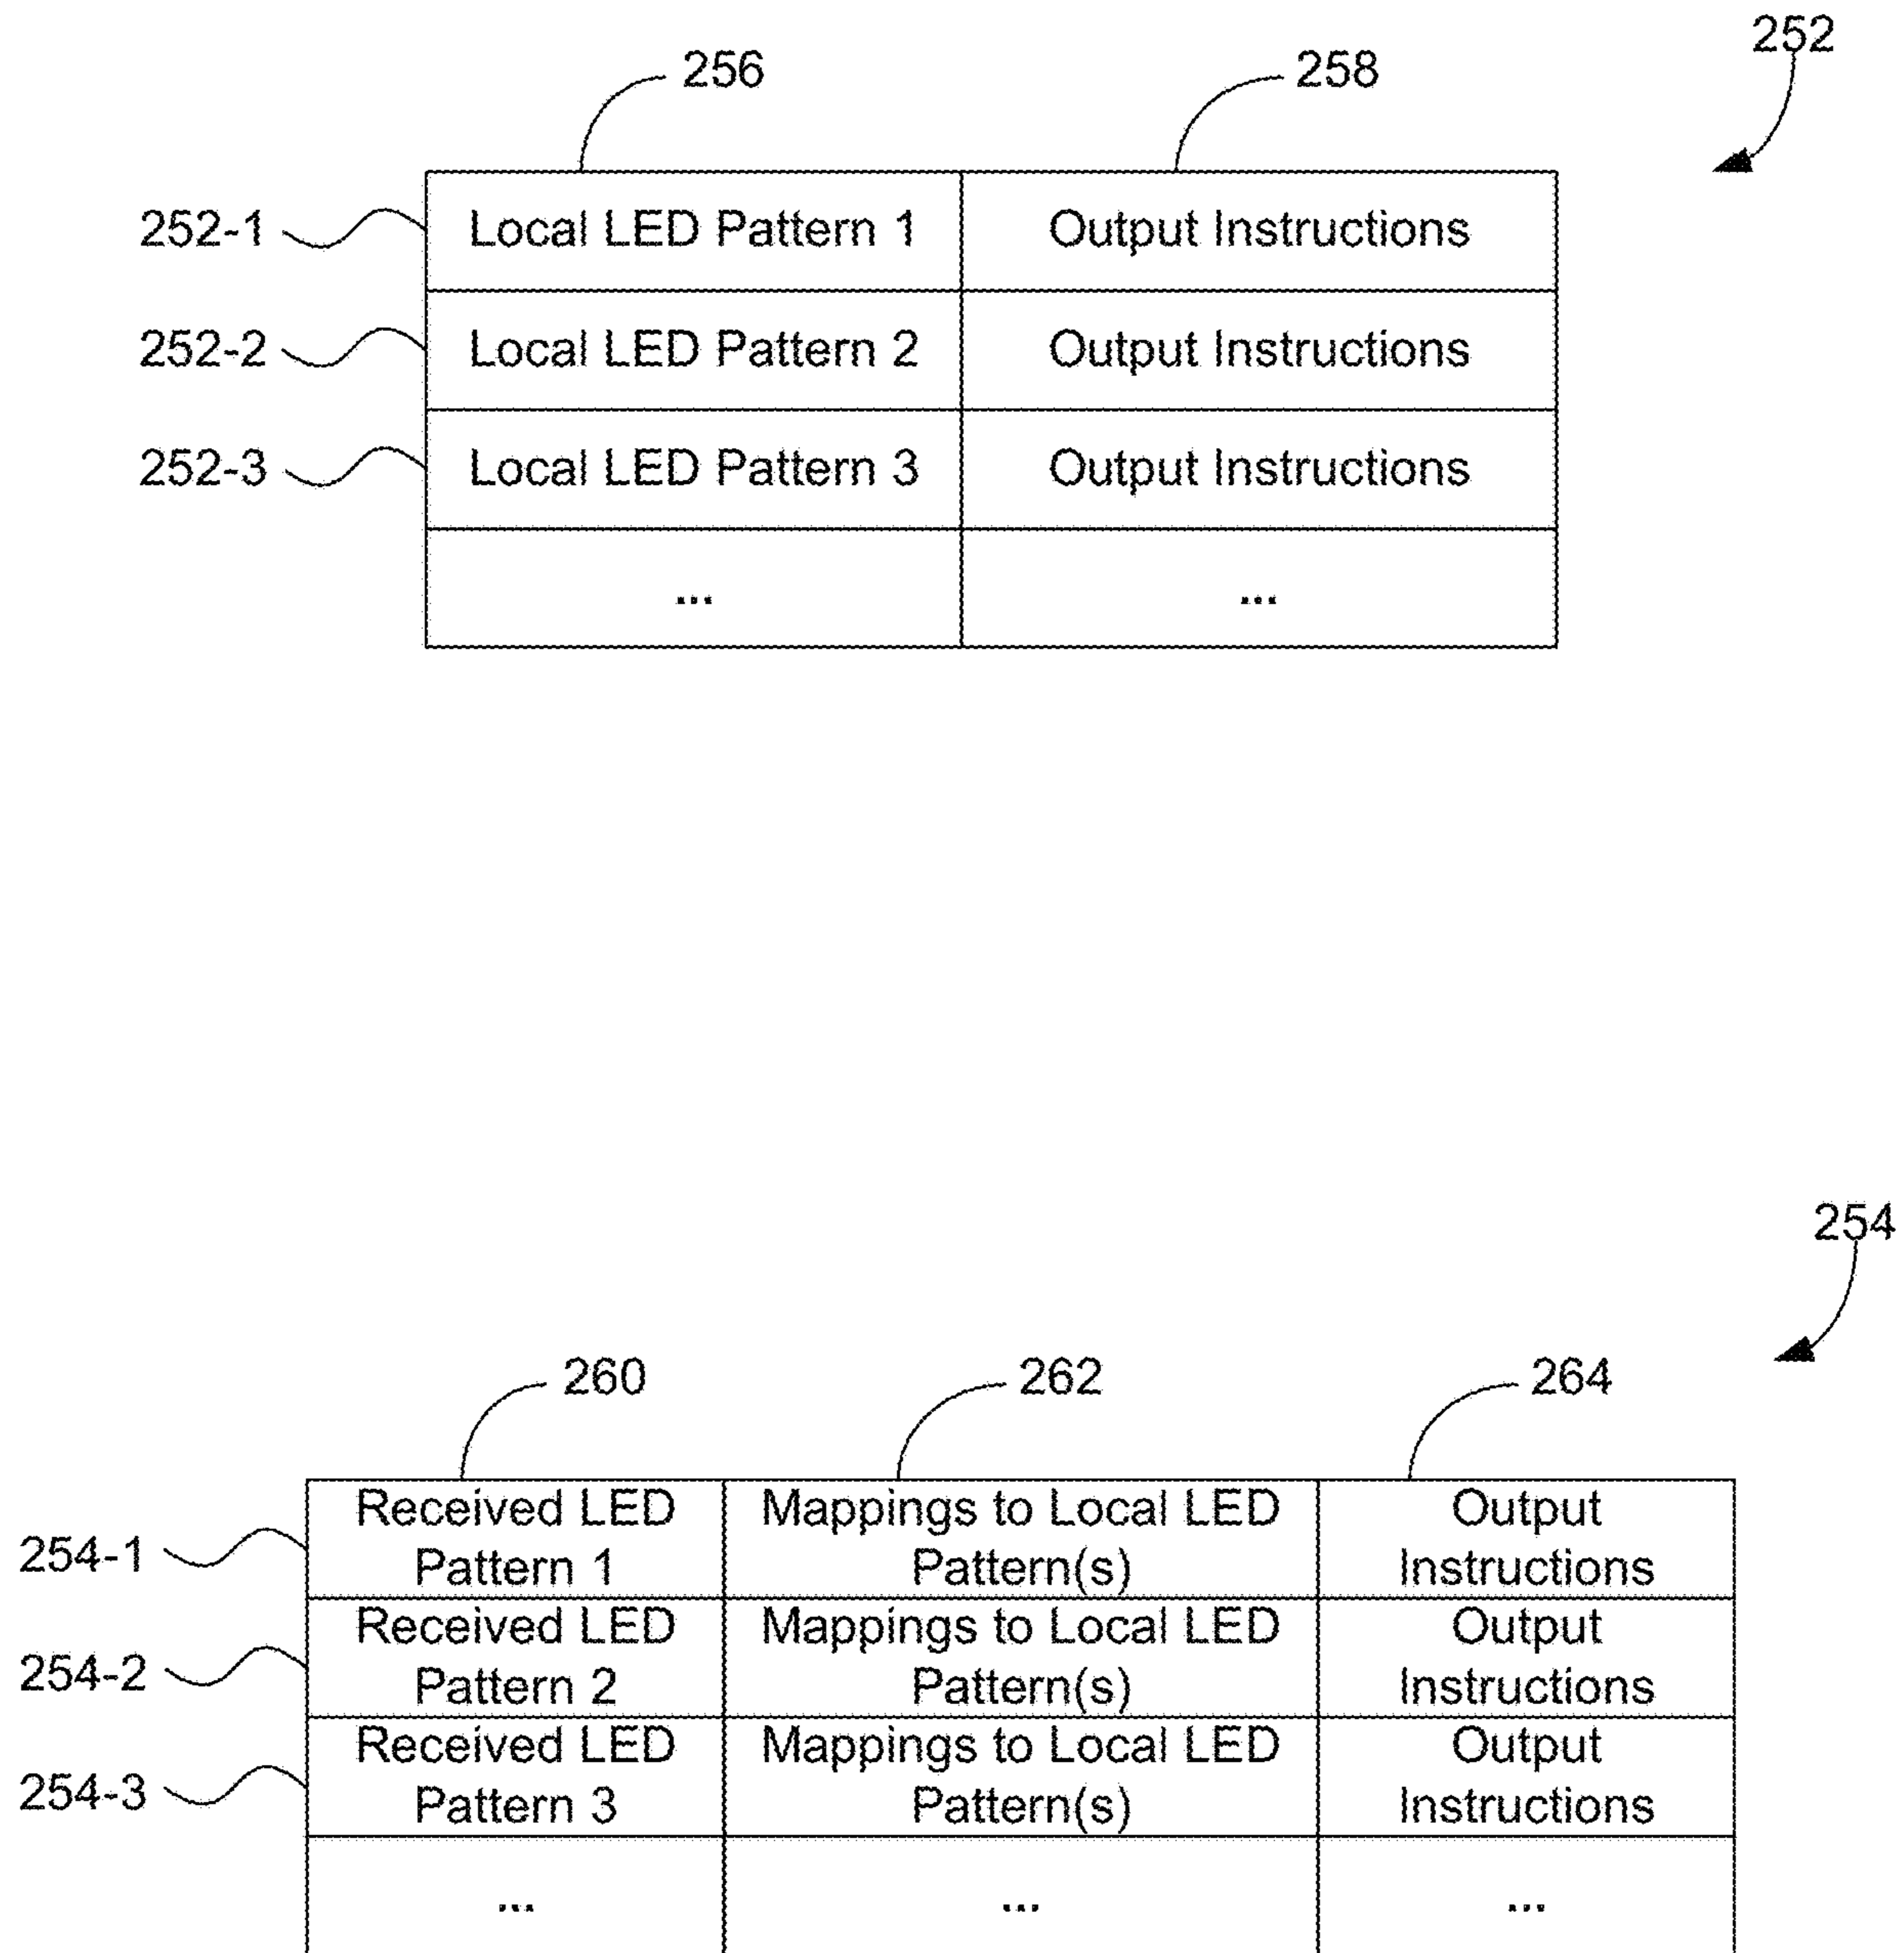 252
256 258
252-1 Local LED Pattern 1 Output Instructions
252-2 Local LED Pattern 2 Output Instructions
252-3 Local LED Pattern 3 Output Instructions
... ...
254
260 262 264
Received LED Mappings to Local LED Output
254-1 Pattern 1 Pattern(s) Instructions
Received LED Mappings to Local LED Output
254-2 Pattern 2 Pattern(s) Instructions
Received LED Mappings to Local LED Output
254-3 Pattern 3 Pattern(s) Instructions
... ... ...